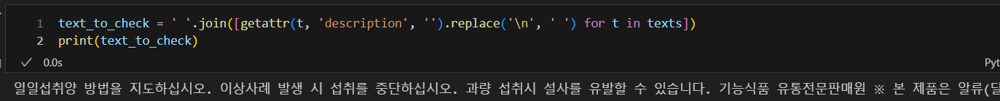 1 text_to_check = ' '.join([getattr(t, 'description', '').replace('\n', ' ') for t in texts])
2 print(text_to_check)
0.0s
Pyt
일일섭취양 방법을 지도하십시오. 이상사례 발생 시 섭취를 중단하십시오. 과량 섭취시 설사를 유발할 수 있습니다. 기능식품 유통전문판매원 ※ 본 제품은 알류(달